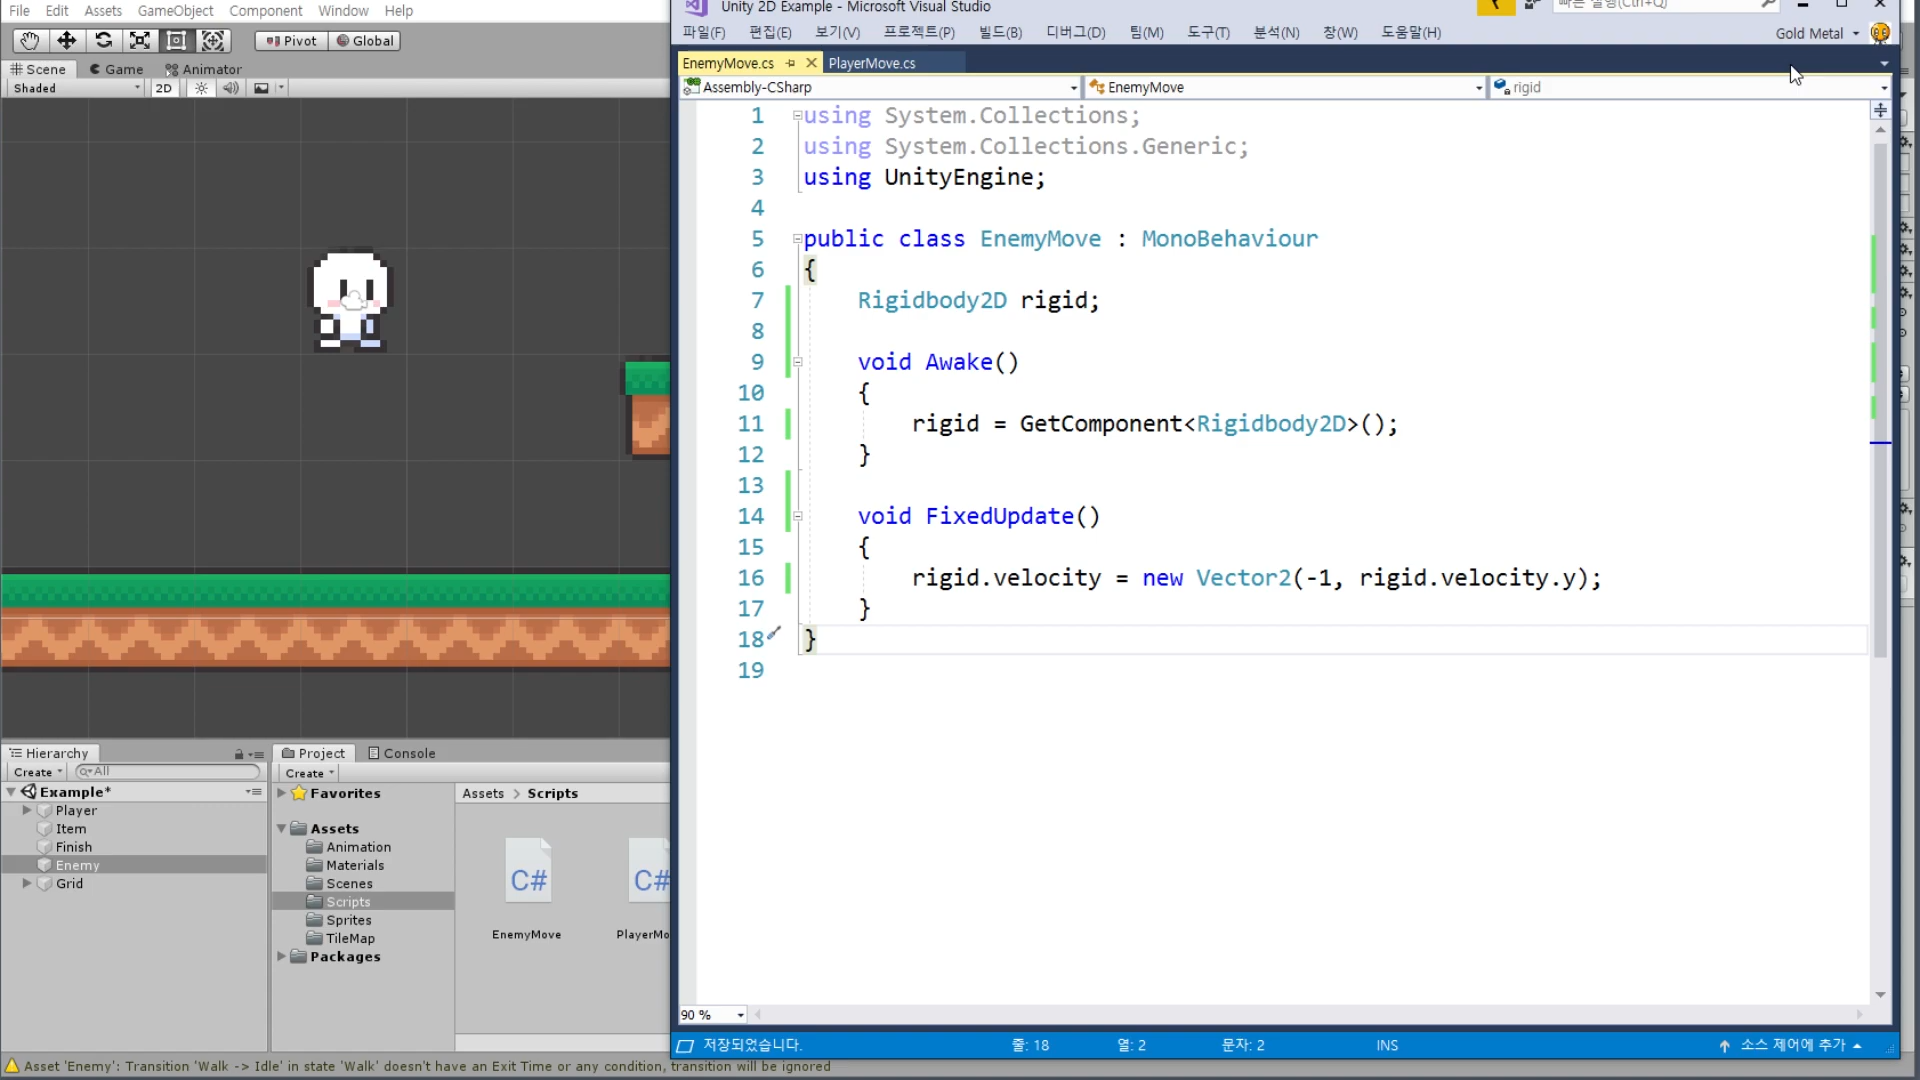 File Edit Assets GameObject Component Window Help
Pivot Global
Scene Game Animator
Shaded 2D
Unity 2D Example - Microsoft Visual Studio
빠른 실행(Ctrl+Q)
파일(F) 편집(E) 보기(V) 프로젝트(P) 빌드(B) 디버그(D) 팀(M) 도구(T) 분석(N) 창(W) 도움말(H)
Gold Metal
EnemyMove.cs PlayerMove.cs
Assembly-CSharp EnemyMove rigid
1 using System.Collections;
2 using System.Collections.Generic;
3 using UnityEngine;
4
5 public class EnemyMove : MonoBehaviour
6 {
7 Rigidbody2D rigid;
8
9 void Awake()
10 {
11 rigid = GetComponent<Rigidbody2D>();
12 }
13
14 void FixedUpdate()
15 {
16 rigid.velocity = new Vector2(-1, rigid.velocity.y);
17 }
18 }
19
90 %
저장되었습니다. 줄: 18 열: 2 문자: 2 INS 소스 제어에 추가
Hierarchy
Create All
Example*
Player
Item
Finish
Enemy
Grid
Project Console
Create
Favorites
Assets
Animation
Materials
Scenes
Scripts
Sprites
TileMap
Packages
Assets > Scripts
C# C#
EnemyMove PlayerMo
Asset 'Enemy': Transition 'Walk -> Idle' in state 'Walk' doesn't have an Exit Time or any condition, transition will be ignored